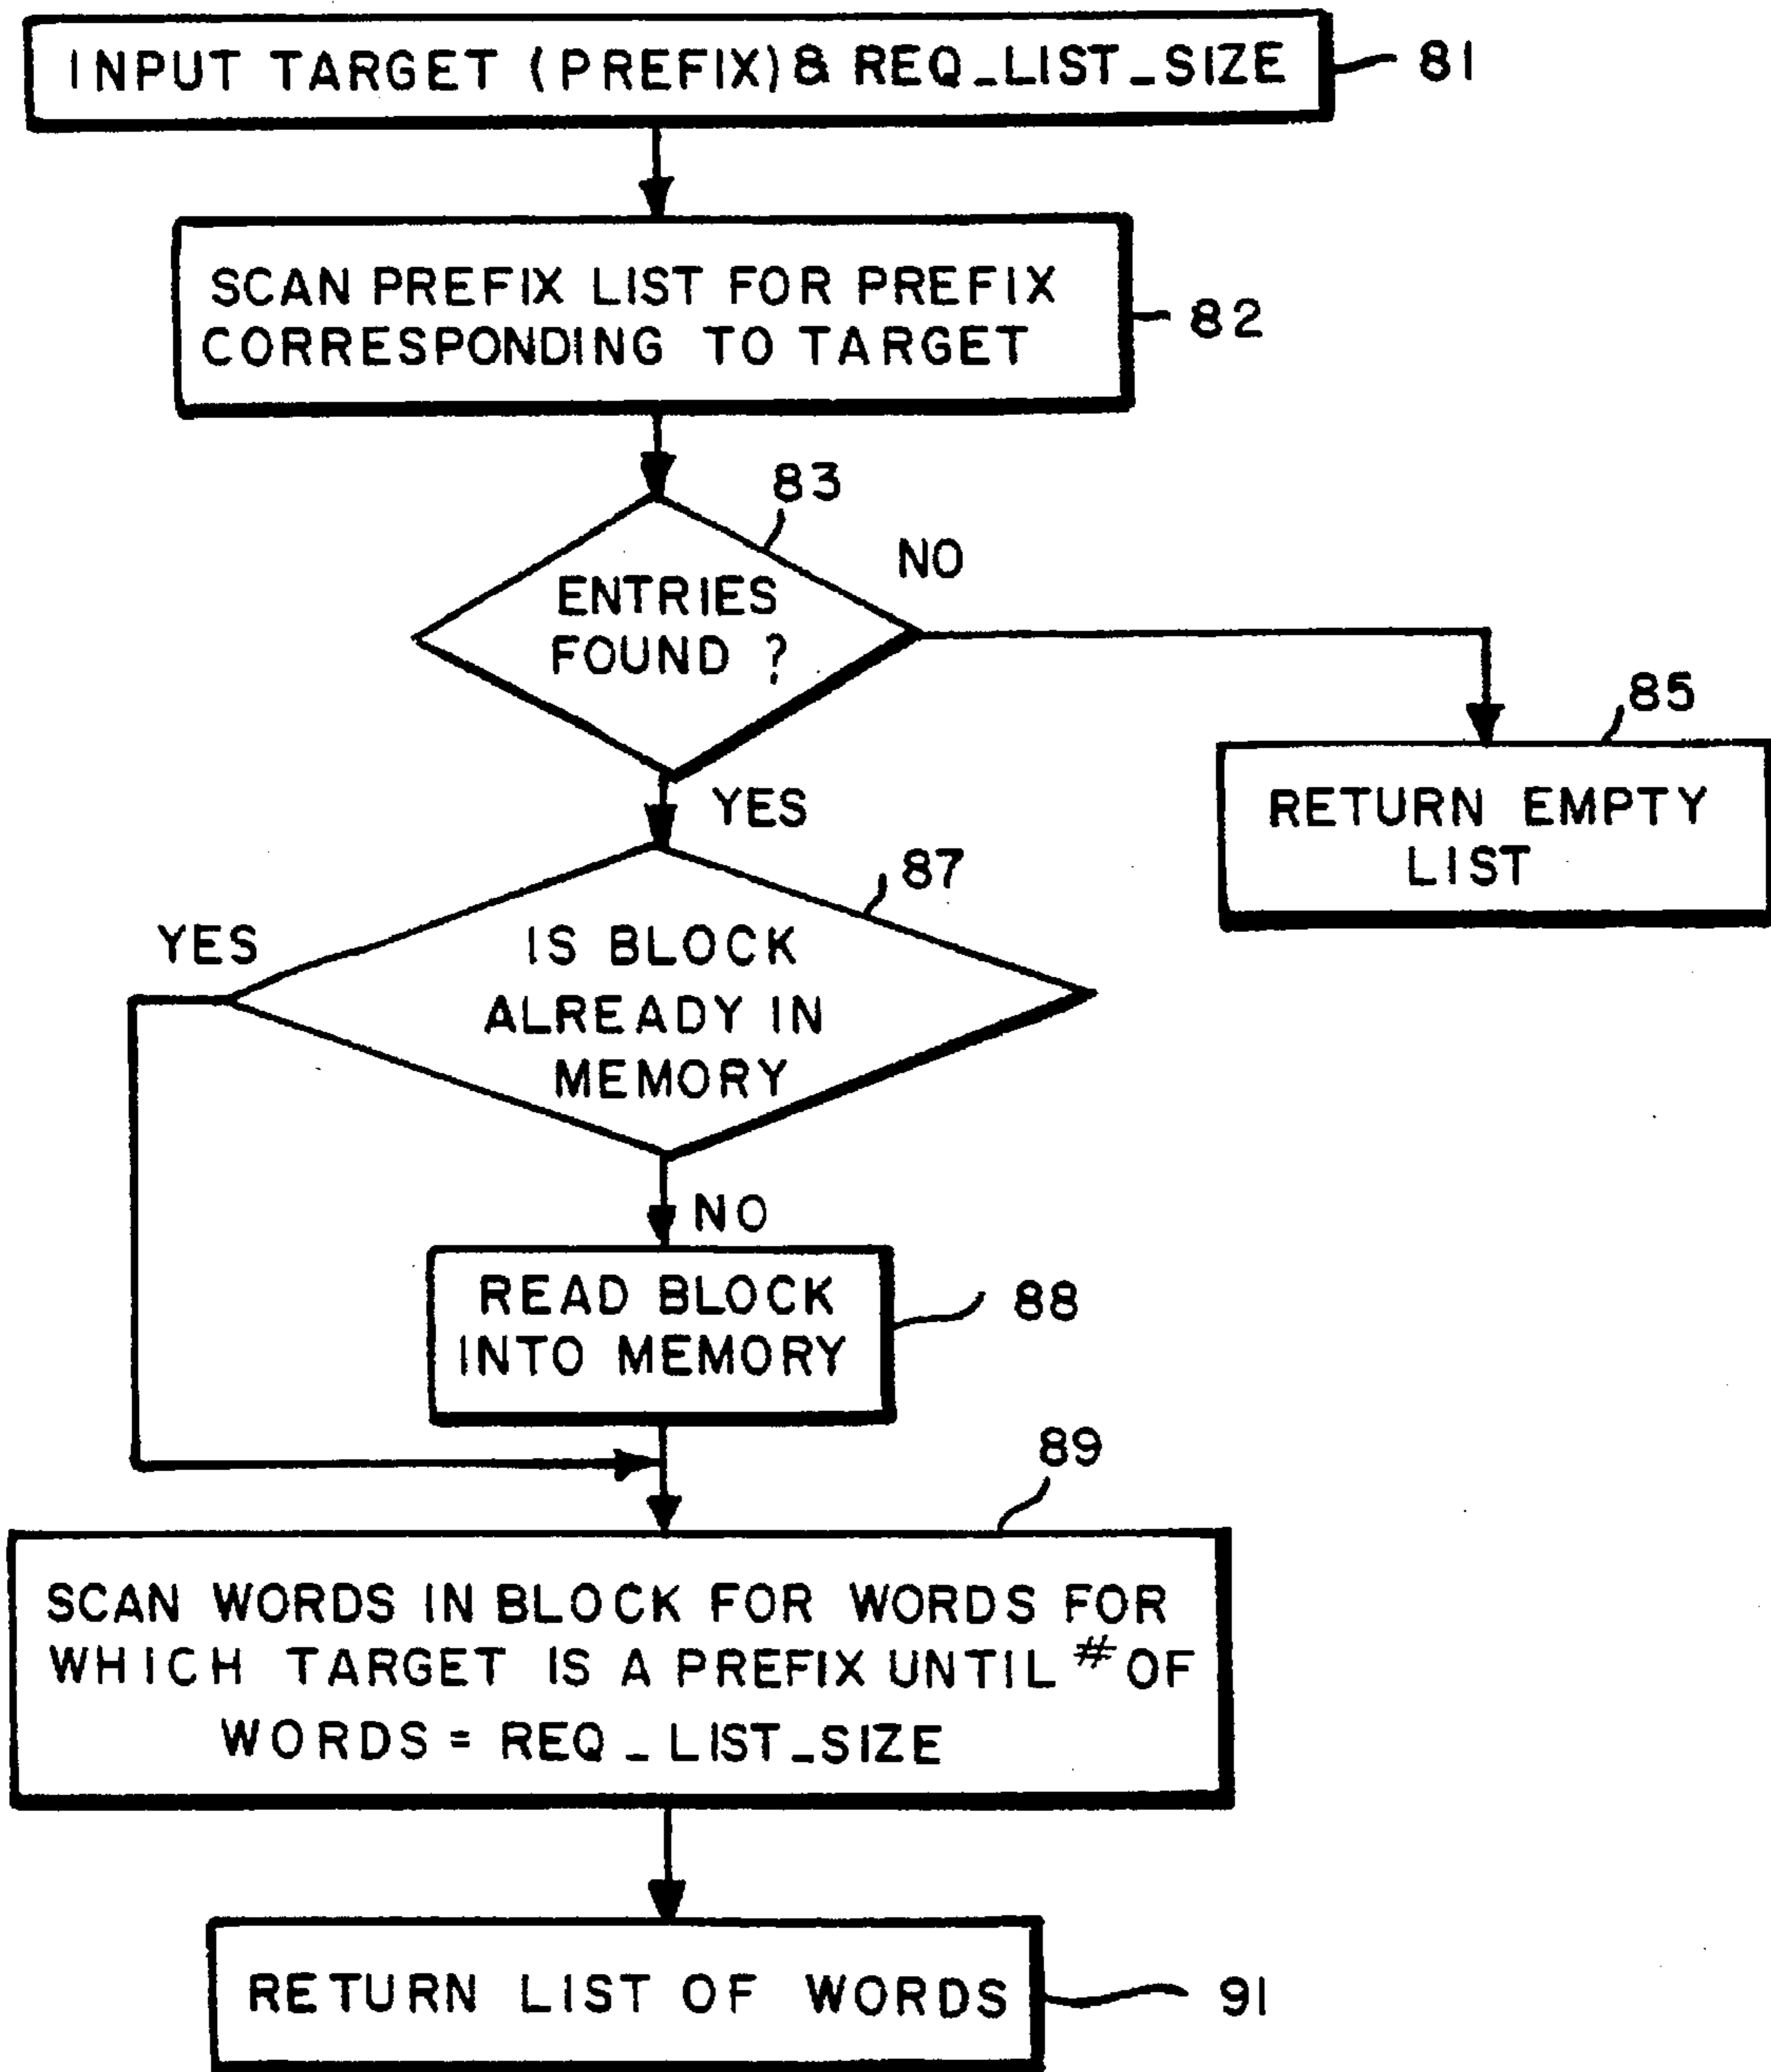 INPUT TARGET (PREFIX) & REQ_LIST_SIZE
81
SCAN PREFIX LIST FOR PREFIX
CORRESPONDING TO TARGET
82
83
ENTRIES
FOUND ?
NO
85
RETURN EMPTY
LIST
YES
87
YES
IS BLOCK
ALREADY IN
MEMORY
NO
READ BLOCK
INTO MEMORY
88
89
SCAN WORDS IN BLOCK FOR WORDS FOR
WHICH TARGET IS A PREFIX UNTIL # OF
WORDS = REQ_LIST_SIZE
RETURN LIST OF WORDS
91